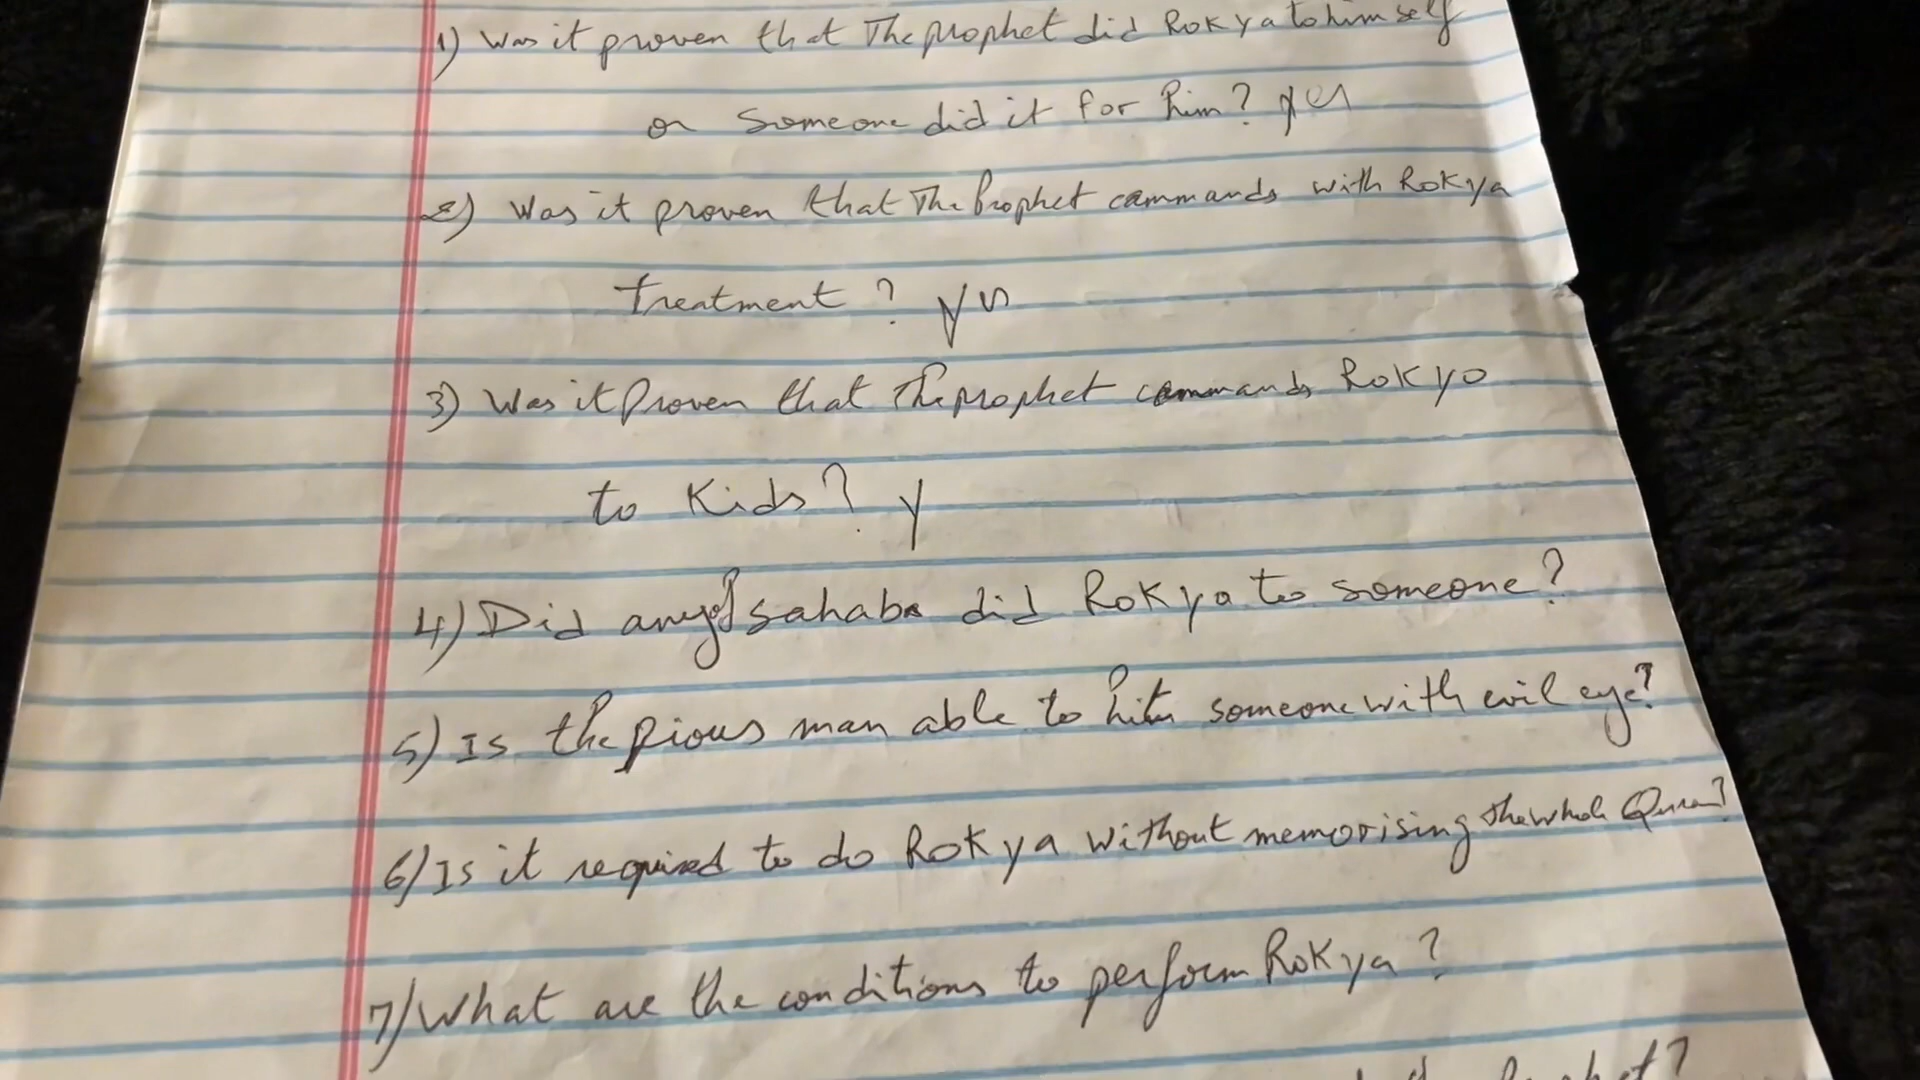 1) Was it proven that The prophet did Rokya to himself
or Someone did it for him? yes
2) Was it proven that The Prophet commands with Rokya
Treatment? yes
3) Was it Proven that The prophet commands Rokya
to Kids? y
4) Did any of sahaba did Rokya to someone?
5) Is the pious man able to hit someone with evil eye?
6) Is it required to do Rokya without memorising the whole Quran?
7) What are the conditions to perform Rokya?